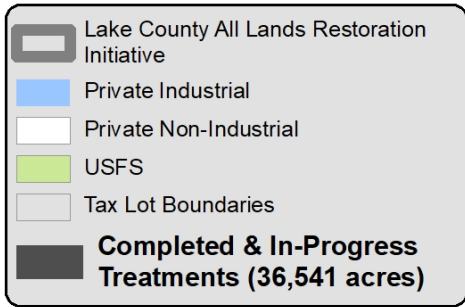 Lake County All Lands Restoration
Initiative
Private Industrial
Private Non-Industrial
USFS
Tax Lot Boundaries
Completed & In-Progress
Treatments (36,541 acres)